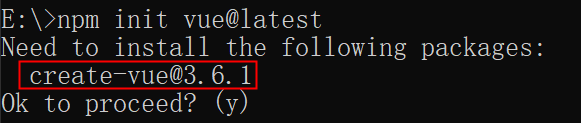 E:\>npm init vue@latest
Need to install the following packages:
create-vue@3.6.1
Ok to proceed? (y)